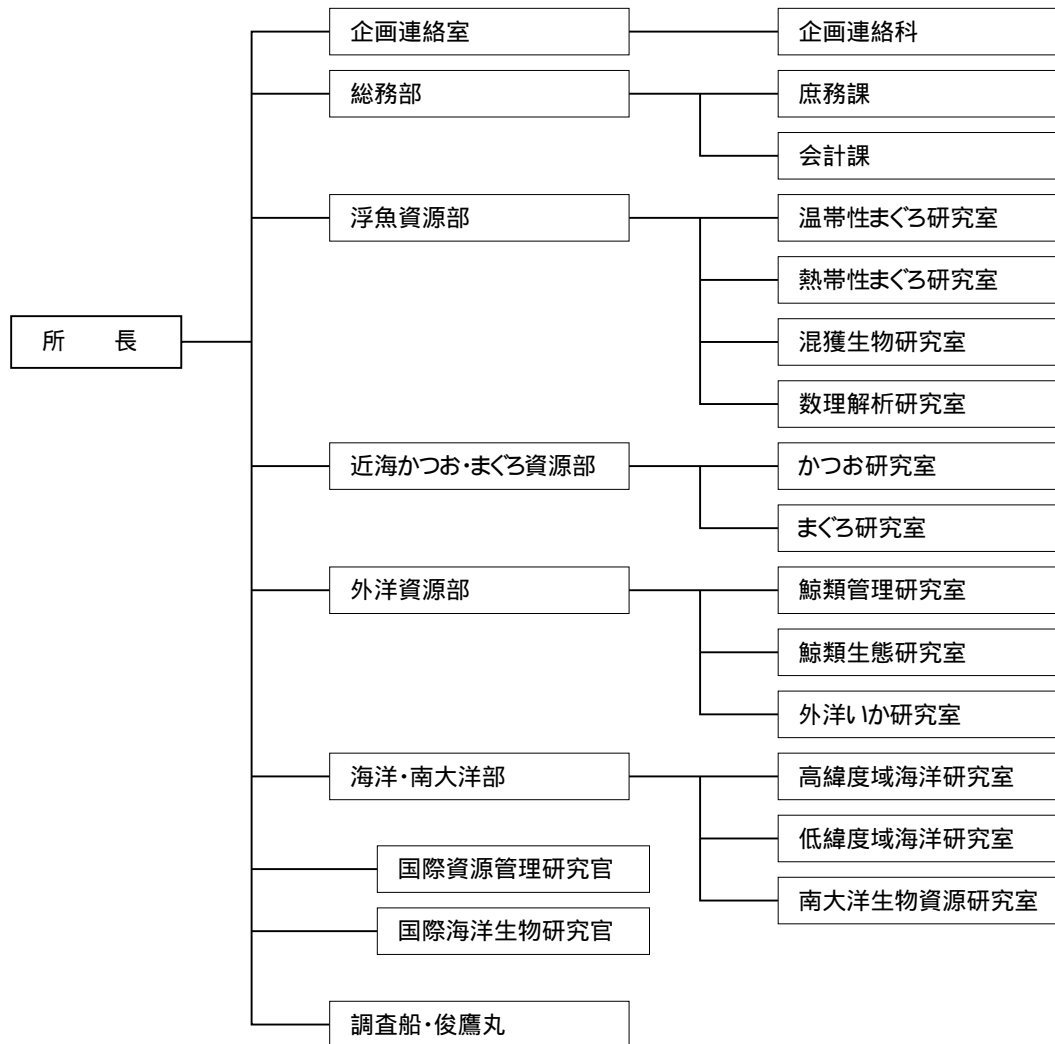 企画連絡室
企画連絡科
総務部
庶務課
会計課
浮魚資源部
温帯性まぐろ研究室
熱帯性まぐろ研究室
所　　長
混獲生物研究室
数理解析研究室
近海かつお・まぐろ資源部
かつお研究室
まぐろ研究室
外洋資源部
鯨類管理研究室
鯨類生態研究室
外洋いか研究室
海洋・南大洋部
高緯度域海洋研究室
低緯度域海洋研究室
国際資源管理研究官
南大洋生物資源研究室
国際海洋生物研究官
調査船・俊鷹丸